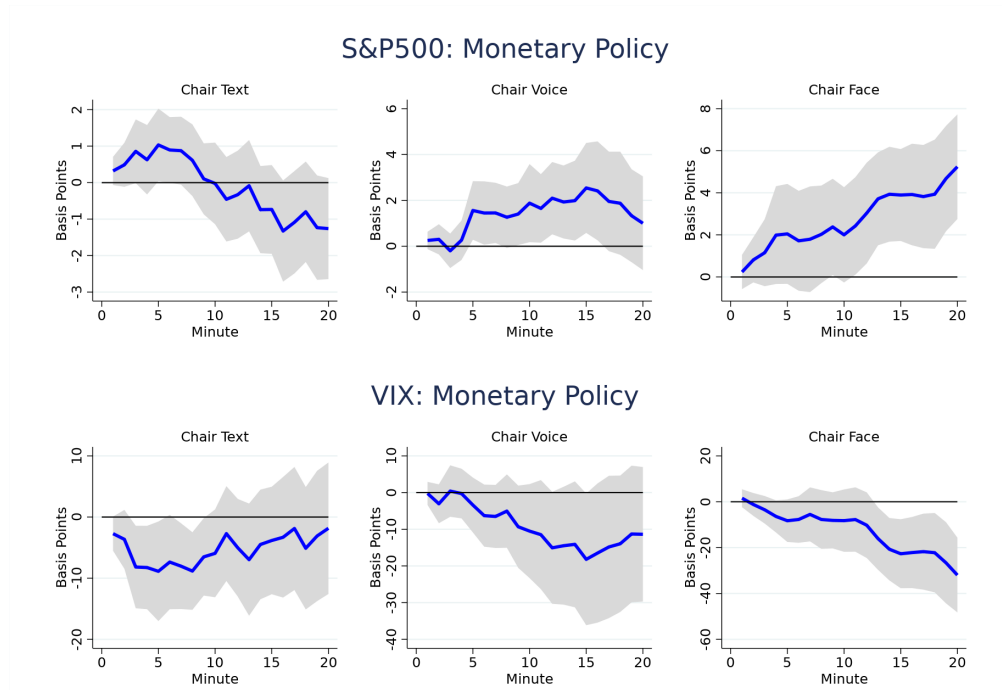 S&P500: Monetary Policy
Chair Text
Basis Points
2
1
0
-1
-2
-3
0 5 10 15 20
Minute
Chair Voice
Basis Points
6
4
2
0
-2
0 5 10 15 20
Minute
Chair Face
Basis Points
8
6
4
2
0
0 5 10 15 20
Minute
VIX: Monetary Policy
Chair Text
Basis Points
10
0
-10
-20
0 5 10 15 20
Minute
Chair Voice
Basis Points
10
0
-10
-20
-30
-40
0 5 10 15 20
Minute
Chair Face
Basis Points
20
0
-20
-40
-60
0 5 10 15 20
Minute